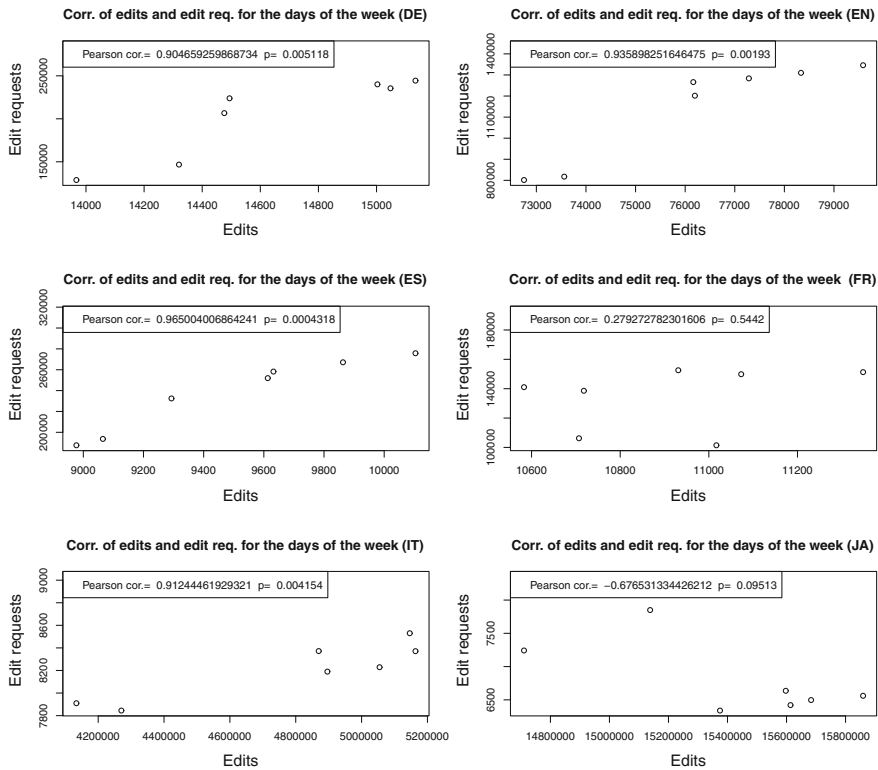 Corr. of edits and edit req. for the days of the week (DE)
Pearson cor.= 0.904659259868734 p= 0.005118
Edit requests
150000
250000
14000 14200 14400 14600 14800 15000
Edits
Corr. of edits and edit req. for the days of the week (EN)
Pearson cor.= 0.935898251646475 p= 0.00193
Edit requests
800000
1100000
1400000
73000 74000 75000 76000 77000 78000 79000
Edits
Corr. of edits and edit req. for the days of the week (ES)
Pearson cor.= 0.965004006864241 p= 0.0004318
Edit requests
200000
260000
320000
9000 9200 9400 9600 9800 10000
Edits
Corr. of edits and edit req. for the days of the week (FR)
Pearson cor.= 0.279272782301606 p= 0.5442
Edit requests
100000
140000
180000
10600 10800 11000 11200
Edits
Corr. of edits and edit req. for the days of the week (IT)
Pearson cor.= 0.91244461929321 p= 0.004154
Edit requests
7800
8200
8600
9000
4200000 4400000 4600000 4800000 5000000 5200000
Edits
Corr. of edits and edit req. for the days of the week (JA)
Pearson cor.= −0.676531334426212 p= 0.09513
Edit requests
6500
7500
14800000 15000000 15200000 15400000 15600000 15800000
Edits